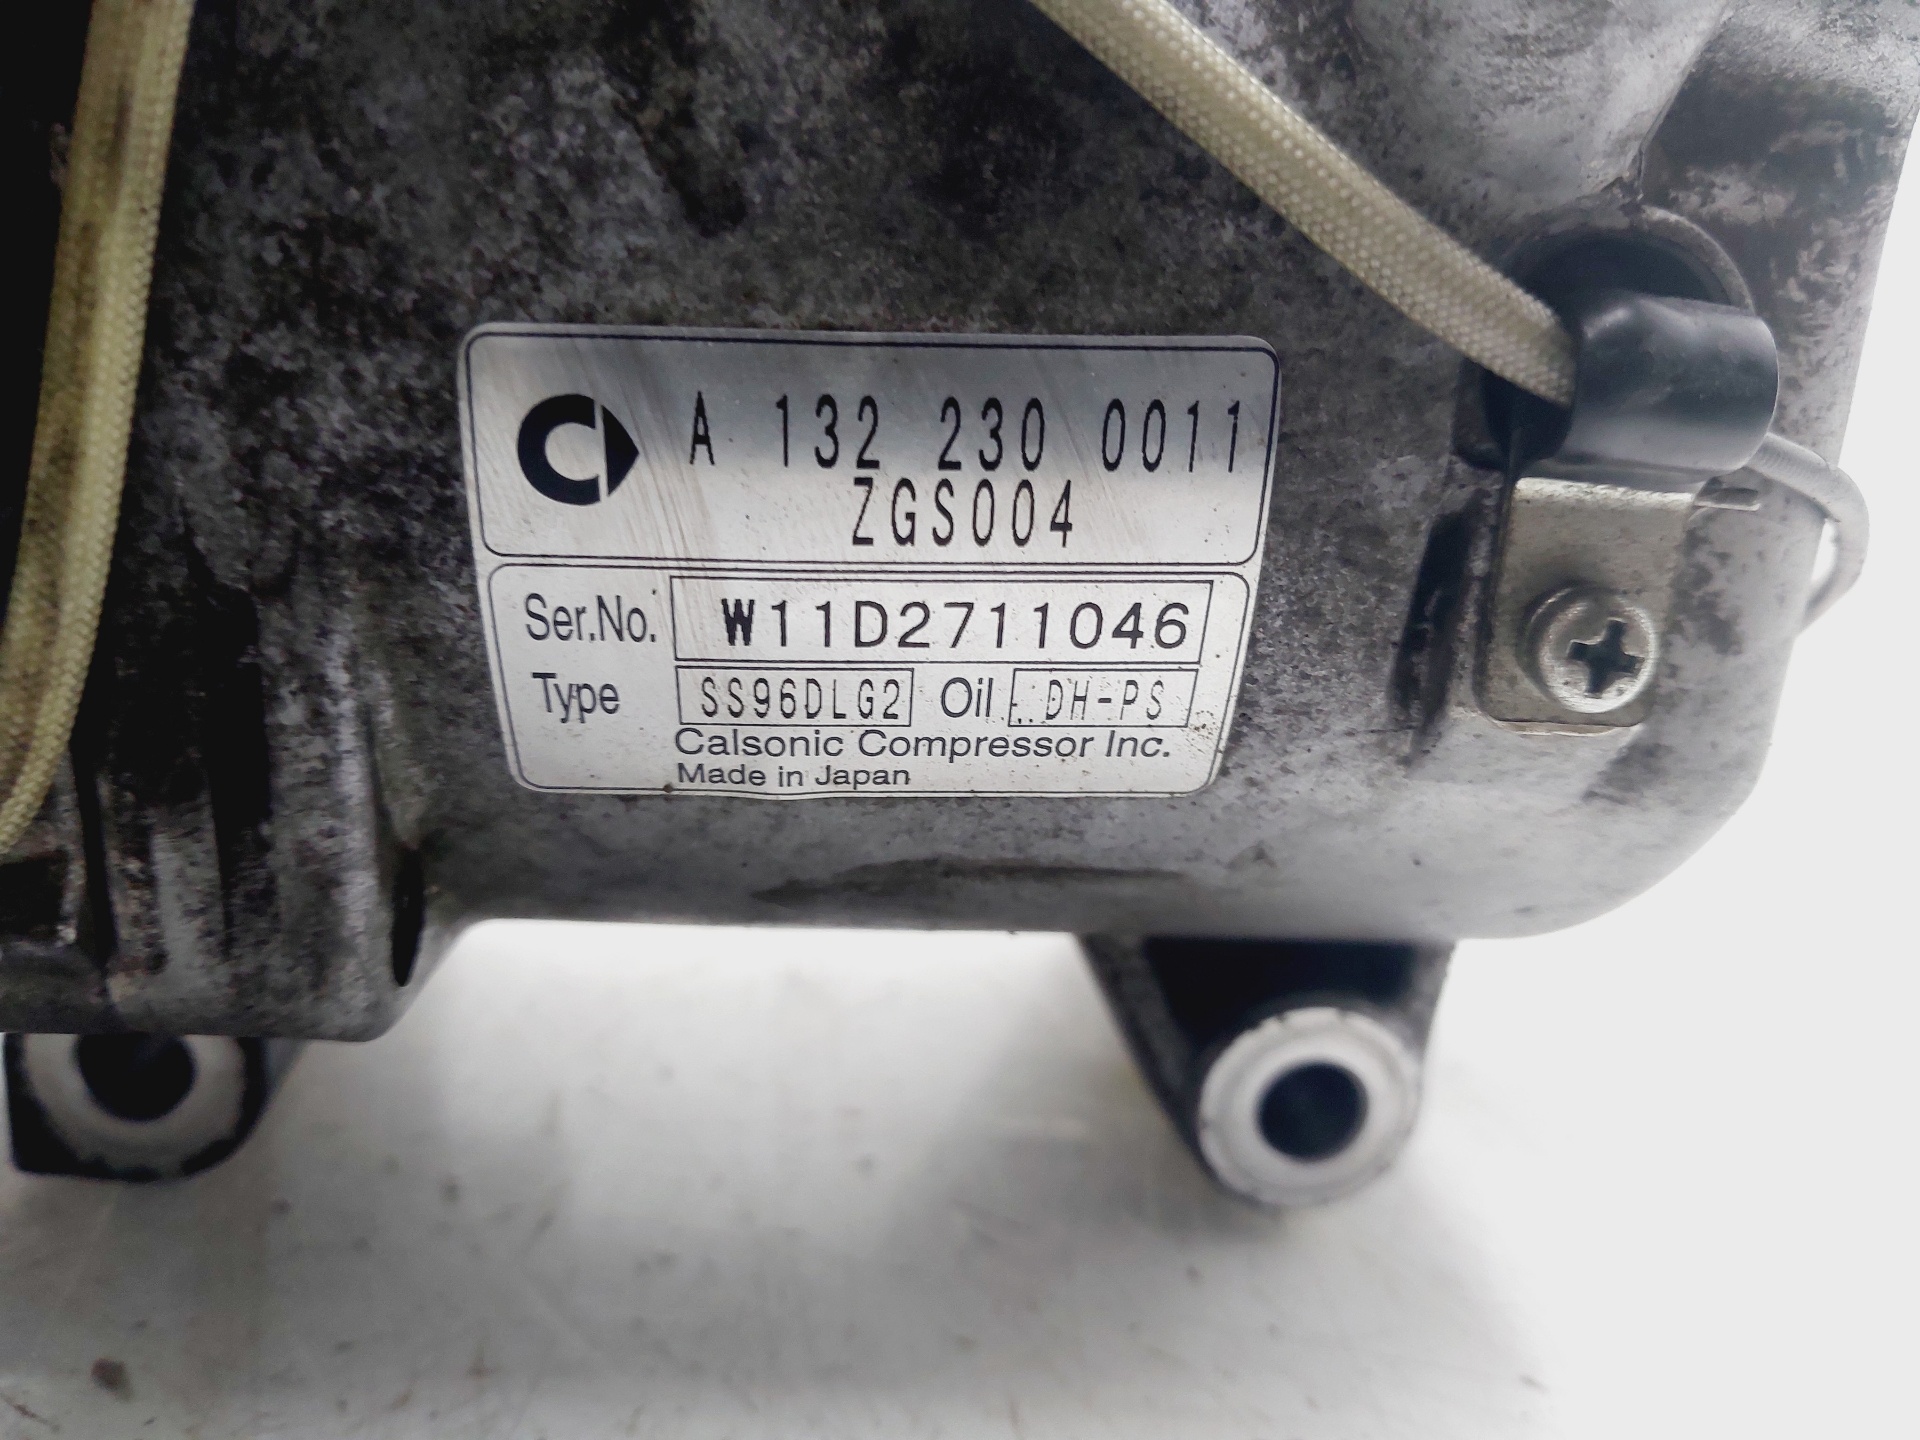 A 132 230 0011
ZGS004
Ser.No. W11D2711046
Type SS96DLG2 Oil DH-PS
Calsonic Compressor Inc.
Made in Japan